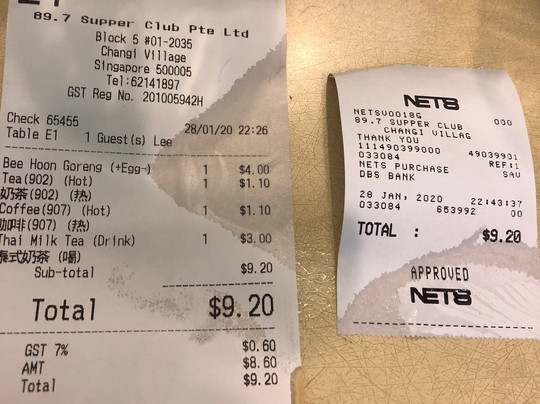 89.7 Supper Club Pte Ltd
Block 5 #01-2035
Changi Village
Singapore 500005
Tel:62141897
GST Reg No. 201005942H
Check 65455 28/01/20 22:26
Table E1 1 Guest(s) Lee
Bee Hoon Goreng (+Egg-) 1 $4.00
Tea(902) (Hot) 1 $1.10
奶茶(902) (热)
Coffee(907) (Hot) 1 $1.10
咖啡(907) (热)
Thai Milk Tea (Drink) 1 $3.00
泰式奶茶 (喝)
Sub-total $9.20
Total $9.20
GST 7% $0.60
AMT $8.60
Total $9.20
NETS
NETSV0018G 000
89.7 SUPPER CLUB
CHANGI VILLAG
THANK YOU
111490399000 49039901
033084 REF:1
NETS PURCHASE SAV
DBS BANK
28 JAN, 2020 22:43:37
033084 653992 00
TOTAL : $9.20
APPROVED
NETS